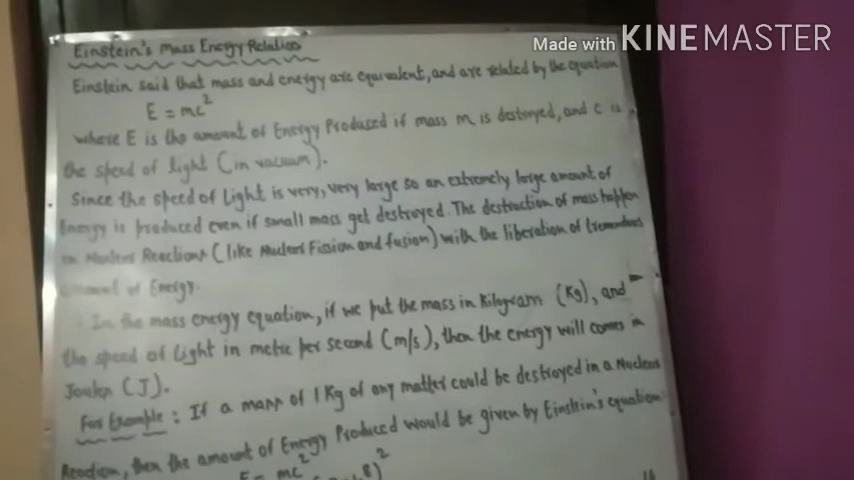 Made with KINEMASTER
Einstein's Mass Energy Relation
Einstein said that mass and energy are equivalent, and are related by the equation
E = mc²
where E is the amount of Energy Produced if mass m is destroyed, and c is
the speed of light (in vacuum).
Since the speed of Light is very, very large so an extremely large amount of
Energy is produced even if small mass get destroyed. The destruction of mass happen
in Nuclear Reactions (like Nuclear Fission and fusion) with the liberation of tremendous
amount of Energy.
In the mass energy equation, if we put the mass in Kilogram (Kg), and
the speed of Light in metre per second (m/s), then the energy will comes in
Joules (J).
For Example : If a mass of 1 Kg of any matter could be destroyed in a Nuclear
Reaction, then the amount of Energy Produced would be given by Einstein's equation
E = mc²
8)²
16